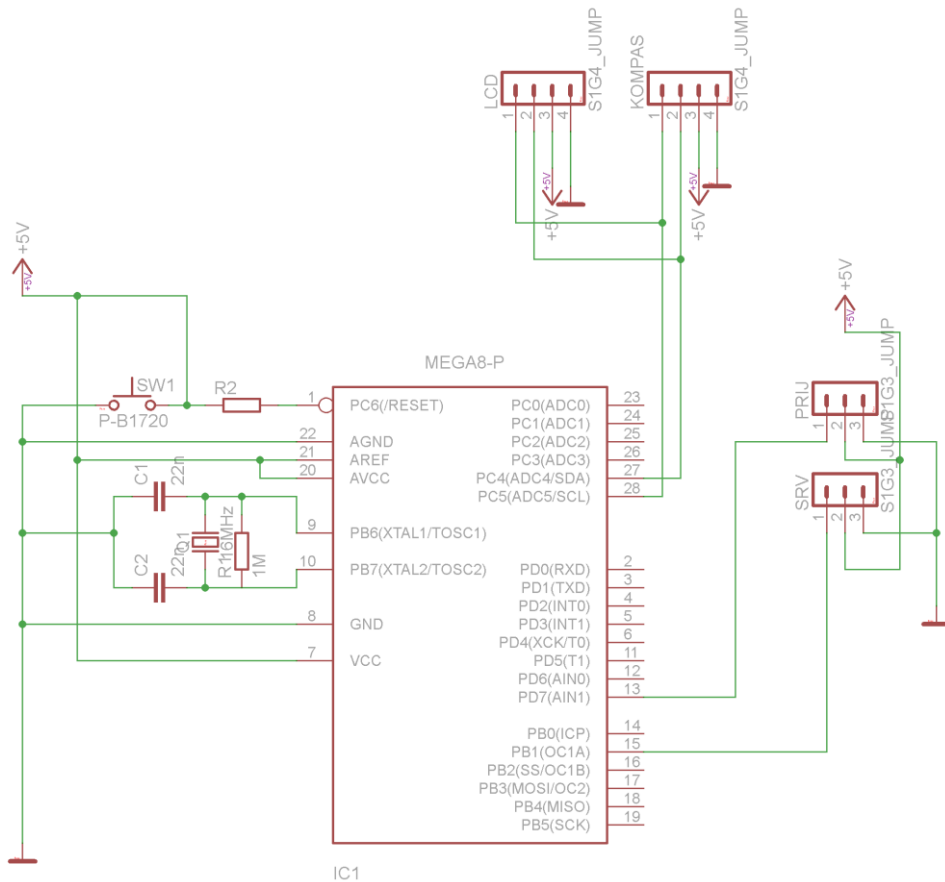 LCD
1
2
3
4
S1G4_JUMP
+5V
+5V
KOMPAS
1
2
3
4
S1G4_JUMP
+5V
+5V
+5V
+5V
+5V
+5V
MEGA8-P
SW1
P-B1720
R2
1
PC6(/RESET)
22
AGND
21
AREF
20
AVCC
C1
22n
9
PB6(XTAL1/TOSC1)
Q1
16MHz
R1
1M
C2
22n
10
PB7(XTAL2/TOSC2)
8
GND
7
VCC
PC0(ADC0)
23
PC1(ADC1)
24
PC2(ADC2)
25
PC3(ADC3)
26
PC4(ADC4/SDA)
27
PC5(ADC5/SCL)
28
PD0(RXD)
2
PD1(TXD)
3
PD2(INT0)
4
PD3(INT1)
5
PD4(XCK/T0)
6
PD5(T1)
11
PD6(AIN0)
12
PD7(AIN1)
13
PB0(ICP)
14
PB1(OC1A)
15
PB2(SS/OC1B)
16
PB3(MOSI/OC2)
17
PB4(MISO)
18
PB5(SCK)
19
PRIJ
1
2
3
S1G3_JUMP
SRV
1
2
3
S1G3_JUMP
IC1